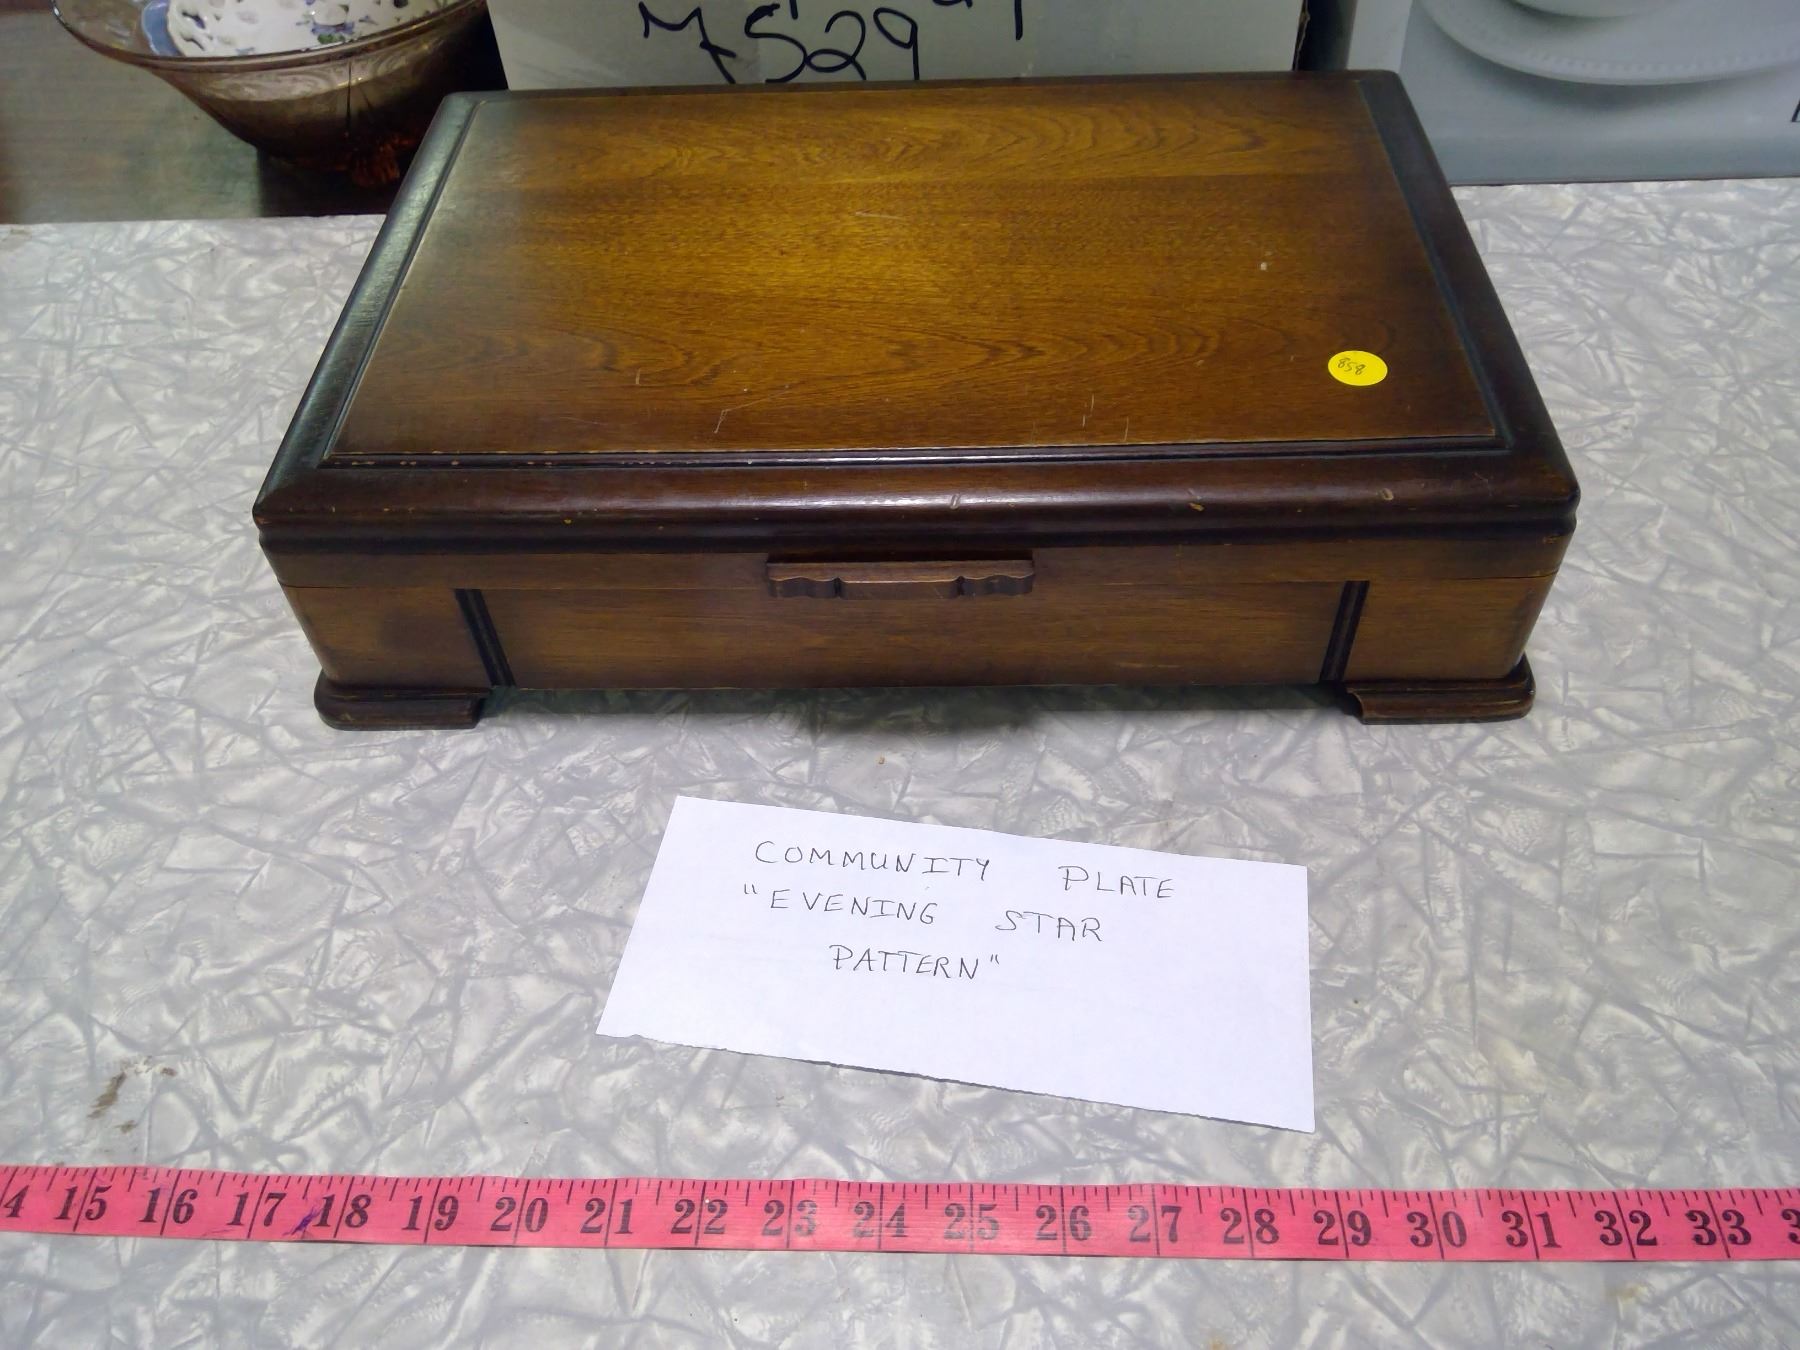 7529
858
COMMUNITY PLATE
"EVENING STAR
PATTERN"
15 16 17 18 19 20 21 22 23 24 25 26 27 28 29 30 31 32 33